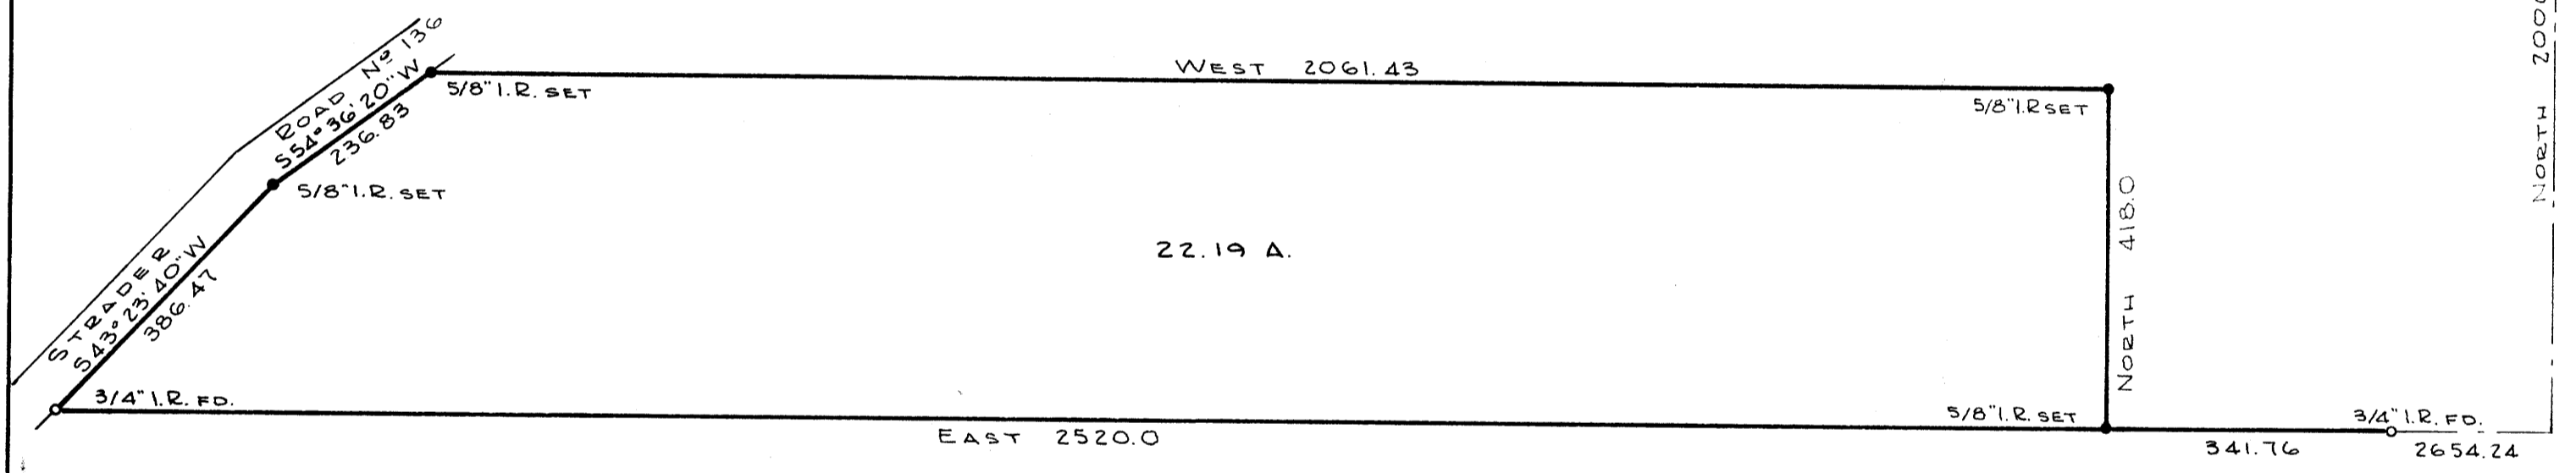 STRADER ROAD Nº 136
S54°36'20"W
236.83
5/8" I.R. SET
WEST 2061.43
5/8" I.R SET
NORTH 200
5/8" I.R. SET
S43°23'40"W
386.47
22.19 A.
NORTH 418.0
3/4" I.R. FD.
EAST 2520.0
5/8" I.R. SET
3/4" I.R. FD.
341.76
2654.24